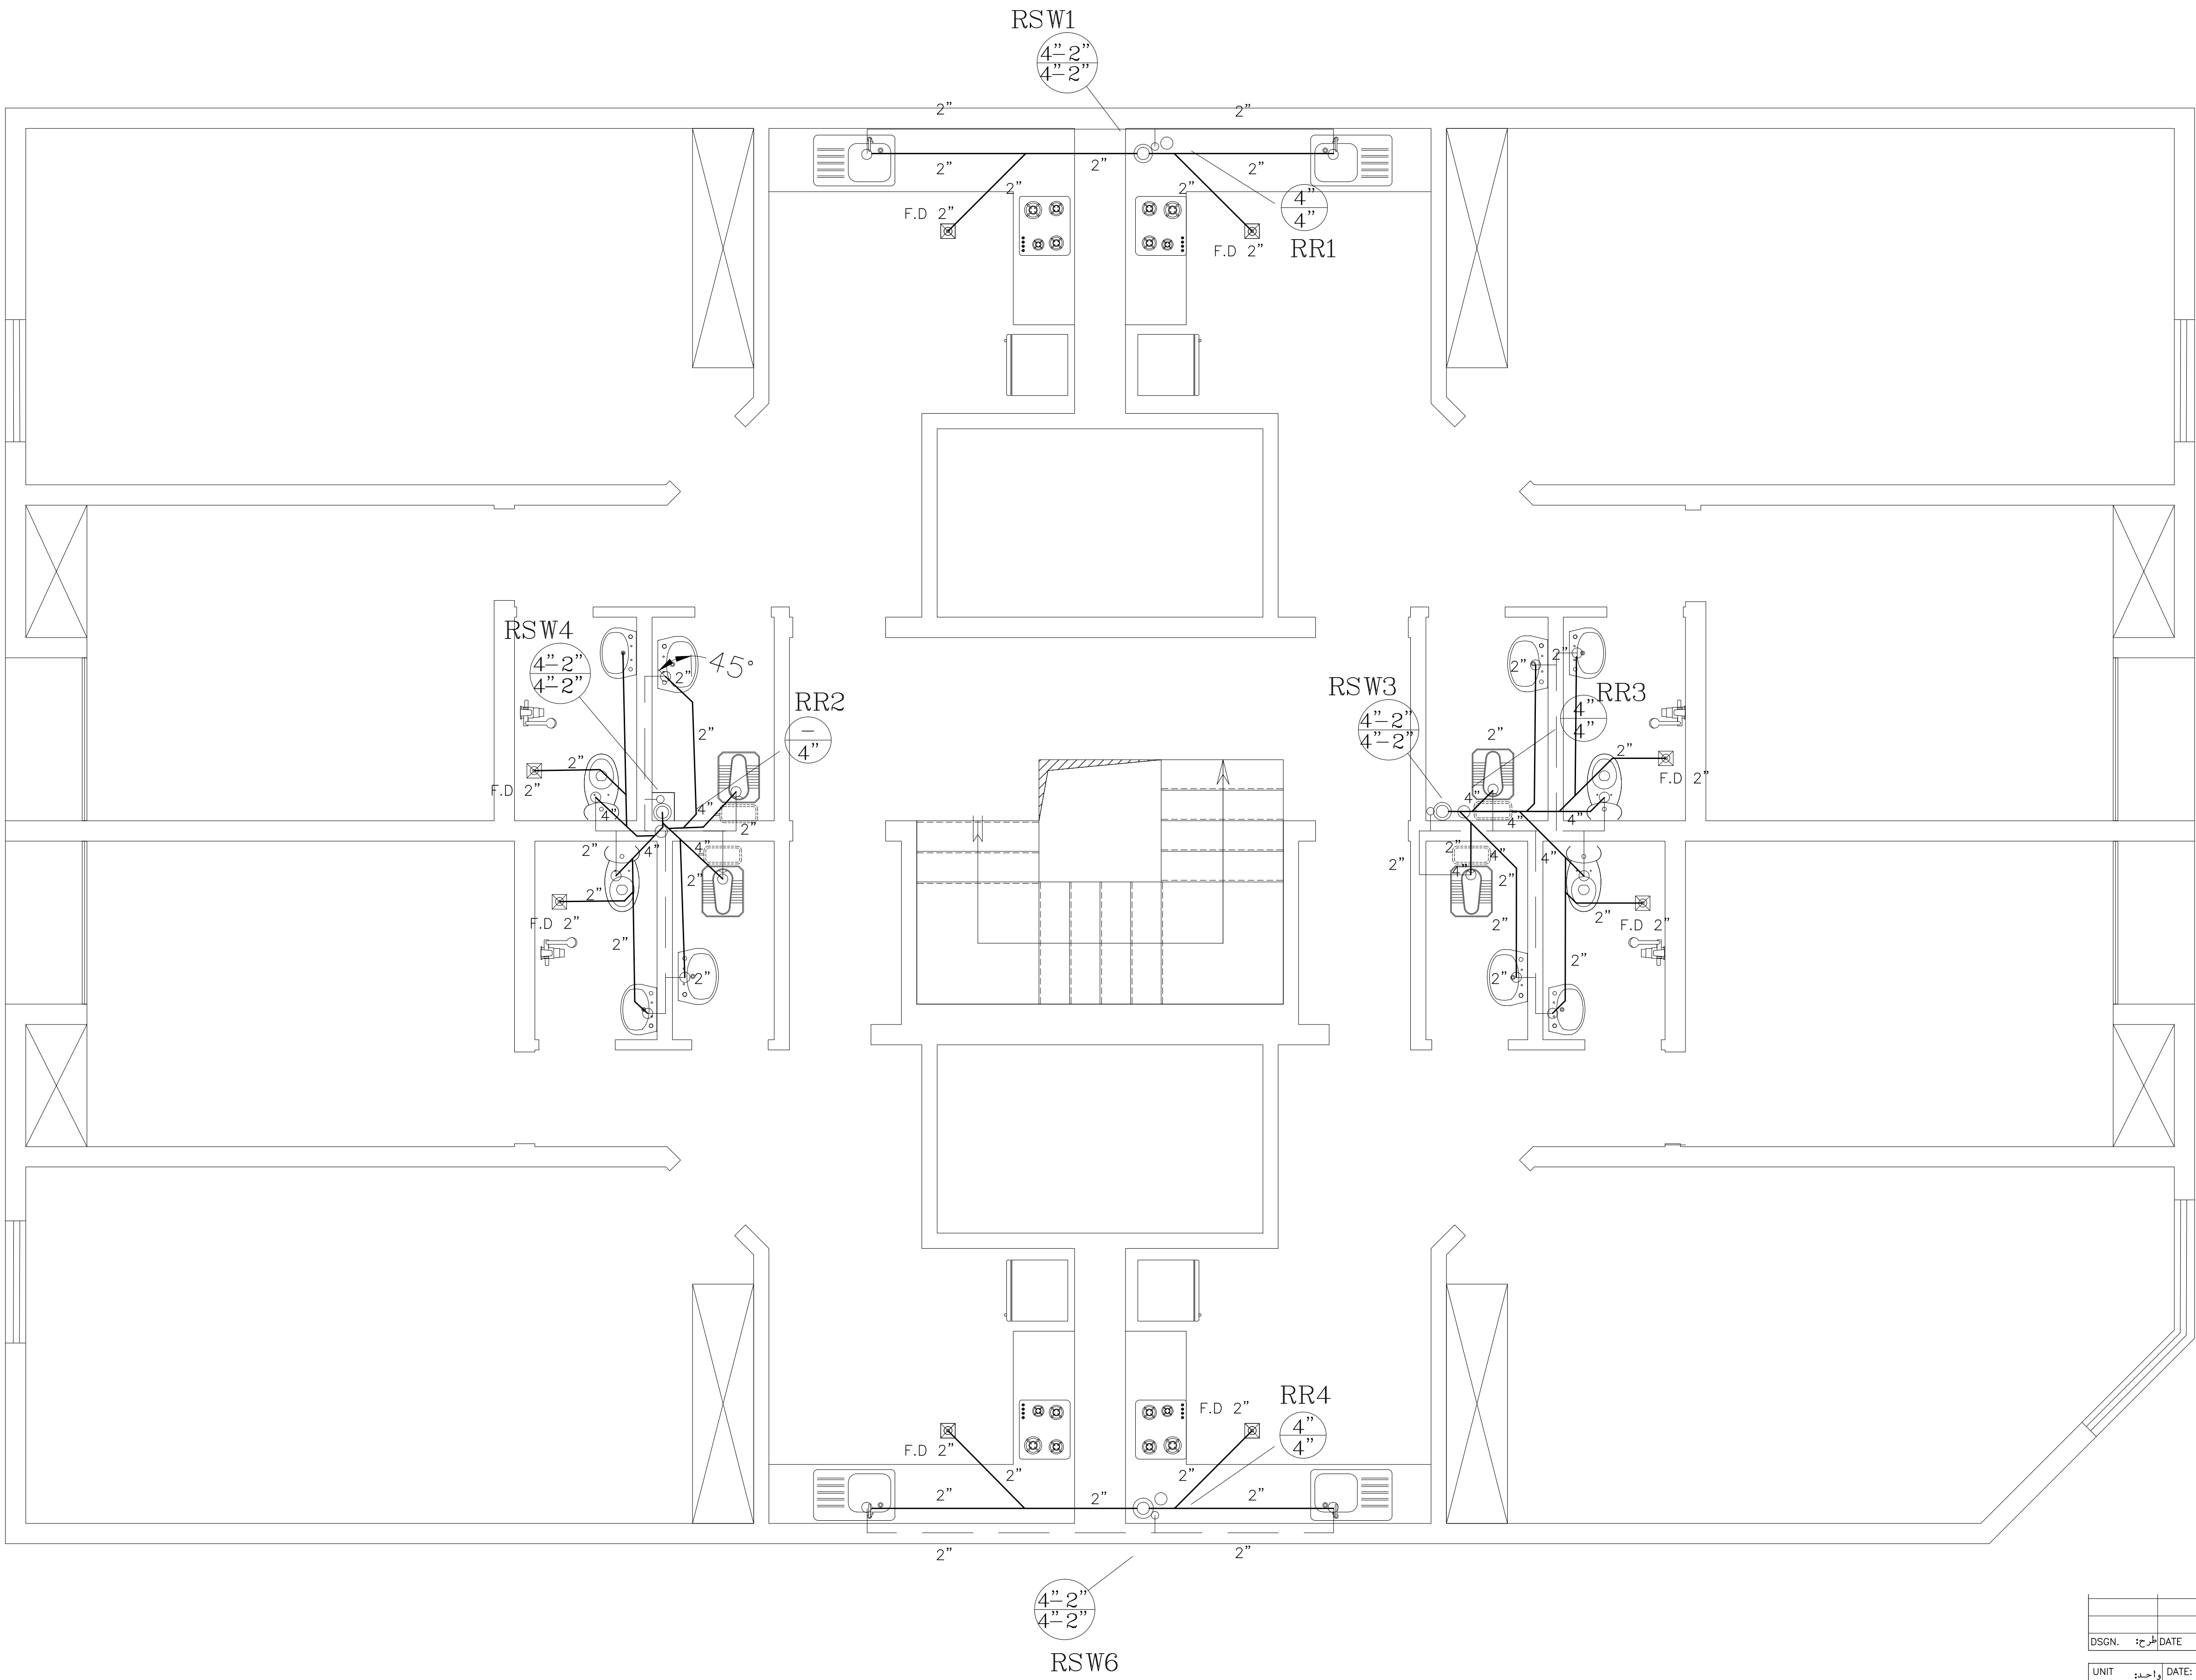 RSW1
4"-2"
4"-2"
2" 2"
2" 2" 2"
2" 2"
4"
4"
F.D 2"
F.D 2"
RR1
RSW4
4"-2"
4"-2"
45°
2"
RR2
-
4"
2"
2"
F.D 2"
4" 4"
2"
2" 4" 4"
2" 2"
F.D 2"
2"
2"
RSW3
4"-2"
4"-2"
2" 2"
RR3
4"
4"
2" 2"
F.D 2"
4"
4" 4"
2" 4" 4"
2" 4" 2"
2" 2"
F.D 2"
2"
2"
RR4
4"
4"
F.D 2"
F.D 2"
2" 2"
2" 2" 2"
2" 2"
4"-2"
4"-2"
RSW6
DSGN. طرح: DATE
UNIT واحد: DATE: